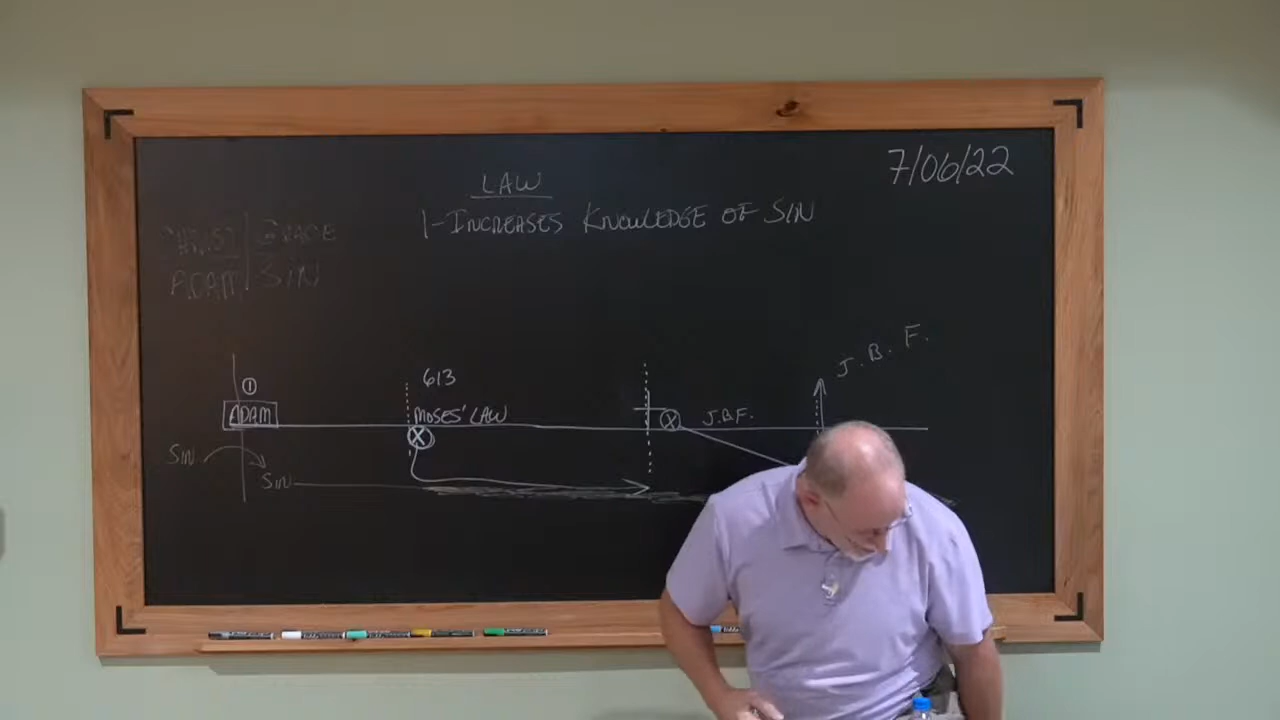 7/06/22
LAW
1-INCREASES KNOWLEDGE OF SIN
CHRIST GRACE
ADAM SIN
J. B. F.
①
613
ADAM
MOSES' LAW
J.B.F.
SIN
SIN